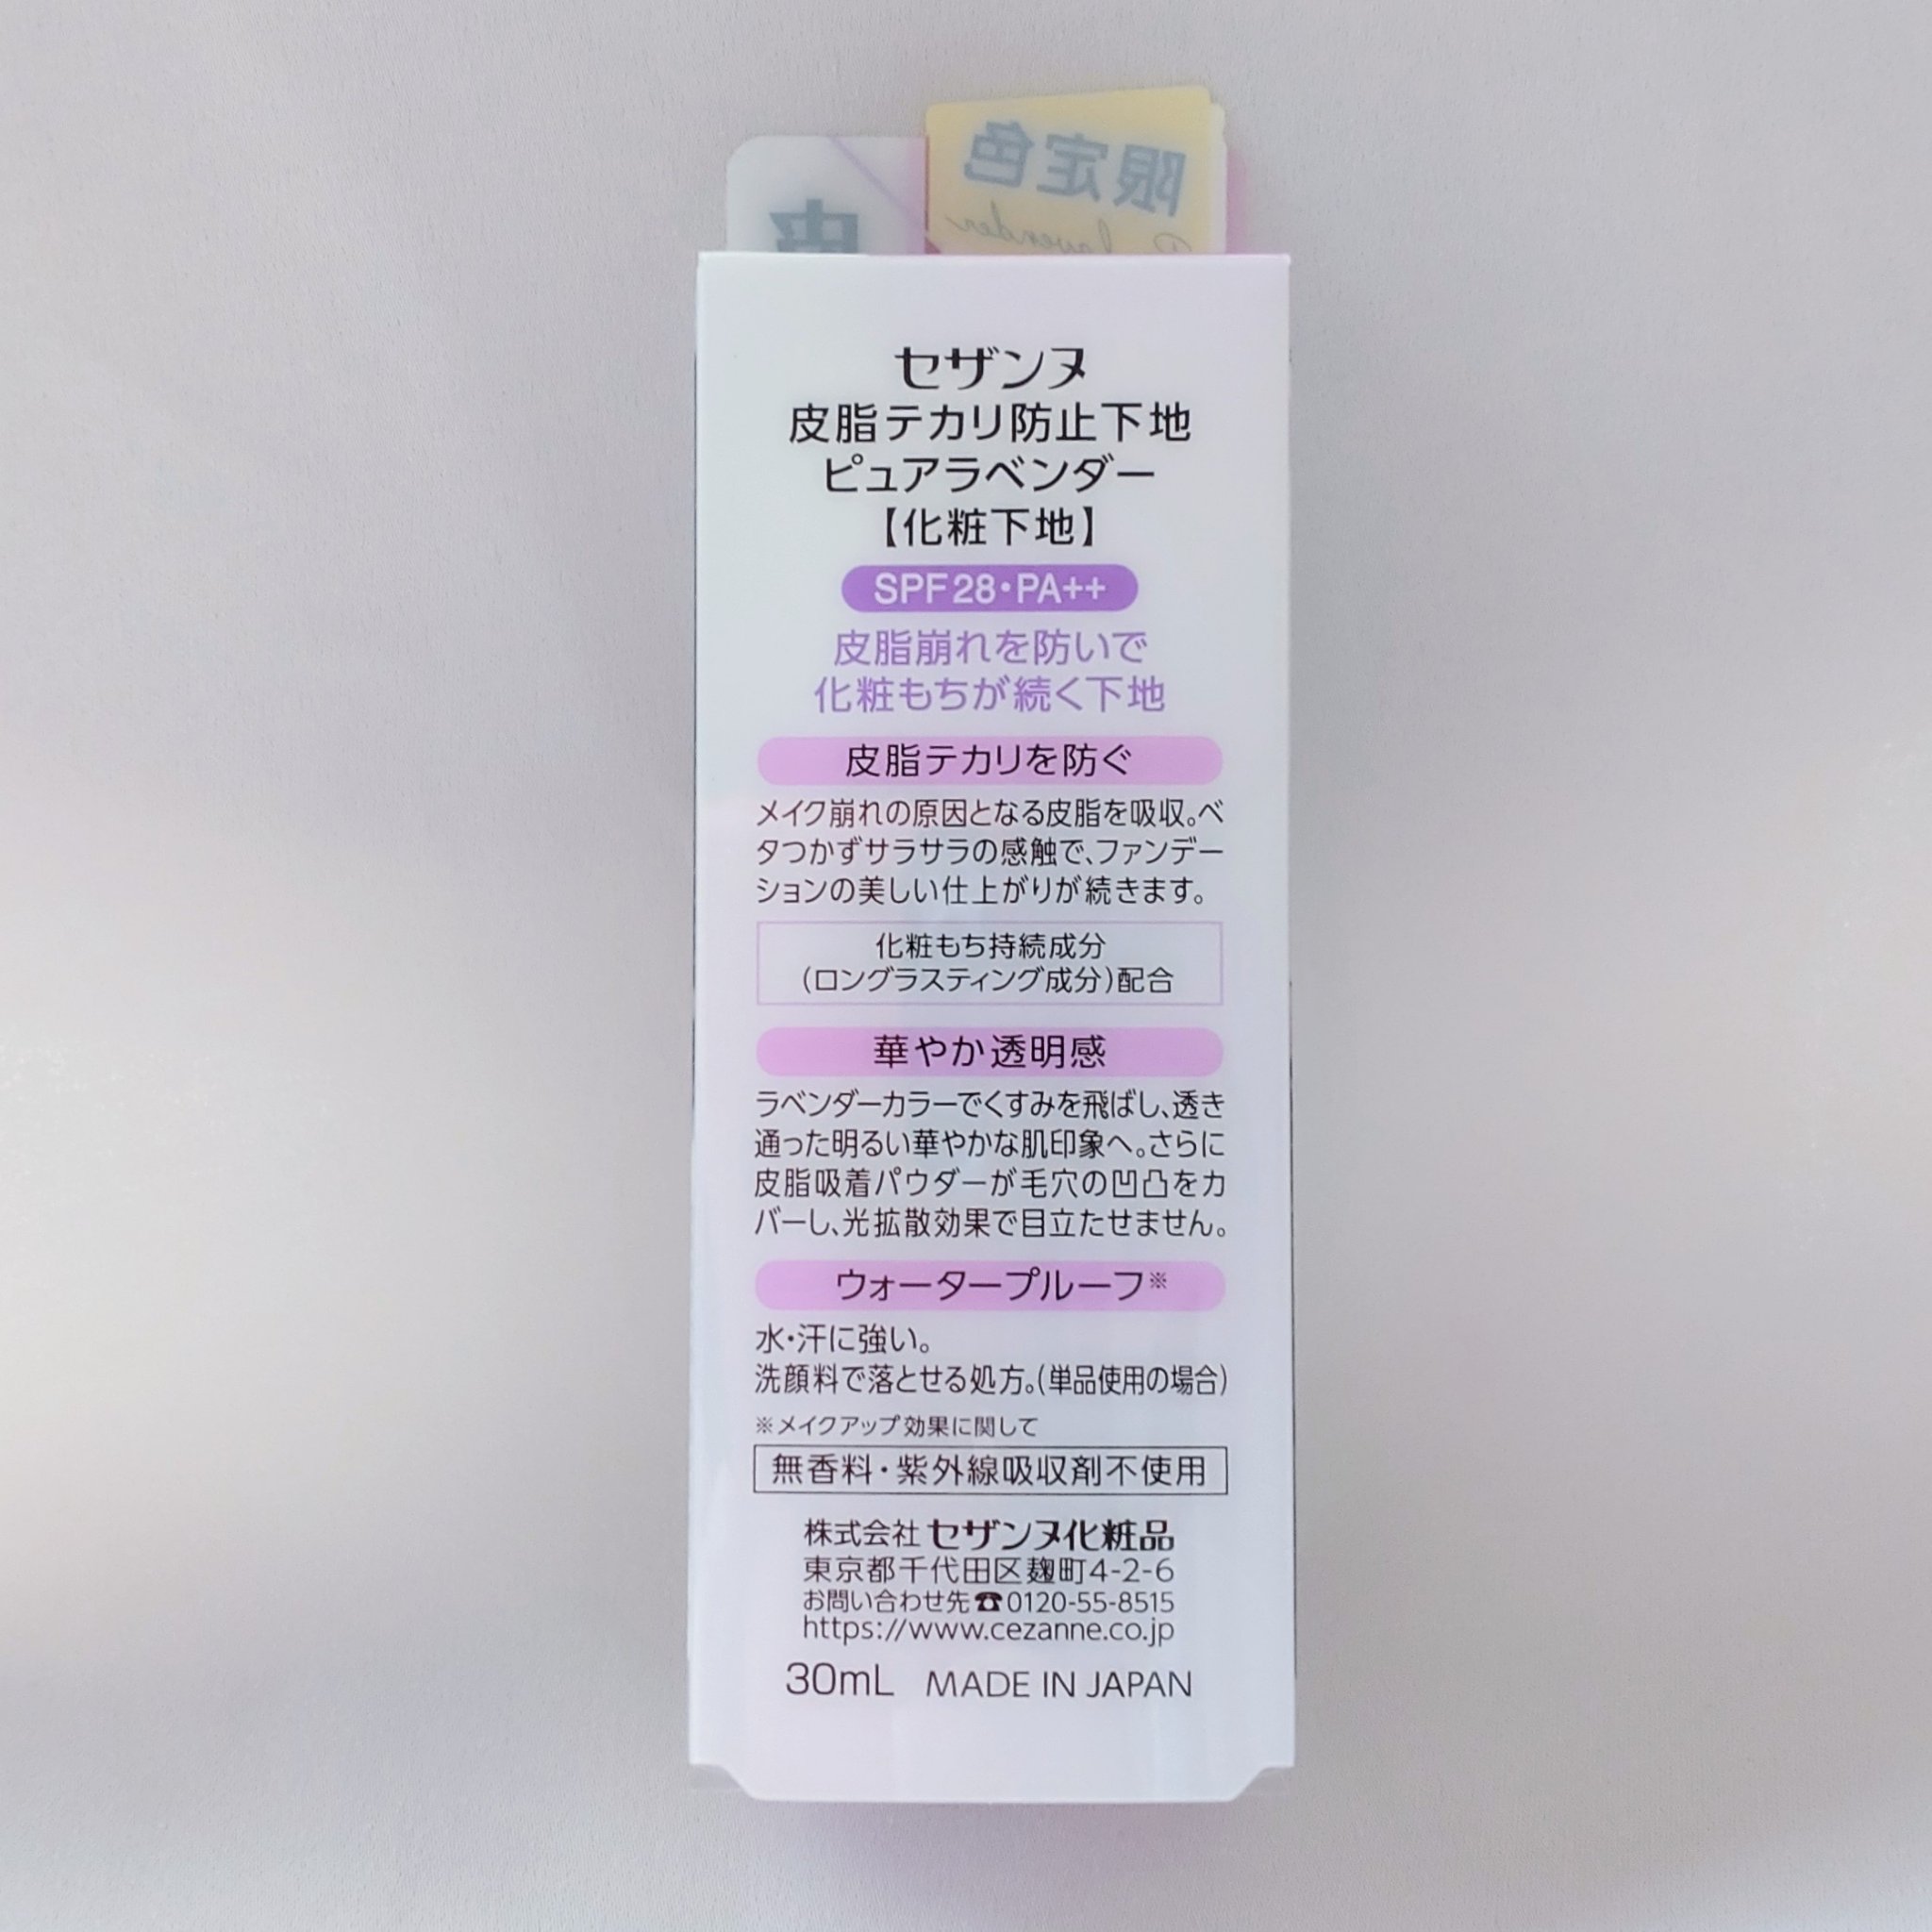 限定色
lavender
皮
セザンヌ
皮脂テカリ防止下地
ピュアラベンダー
【化粧下地】
SPF28・PA++
皮脂崩れを防いで
化粧もちが続く下地
皮脂テカリを防ぐ
メイク崩れの原因となる皮脂を吸収。ベ
タつかずサラサラの感触で、ファンデー
ションの美しい仕上がりが続きます。
化粧もち持続成分
(ロングラスティング成分)配合
華やか透明感
ラベンダーカラーでくすみを飛ばし、透き
通った明るい華やかな肌印象へ。さらに
皮脂吸着パウダーが毛穴の凹凸をカ
バーし、光拡散効果で目立たせません。
ウォータープルーフ※
水・汗に強い。
洗顔料で落とせる処方。(単品使用の場合)
※メイクアップ効果に関して
無香料・紫外線吸収剤不使用
株式会社 セザンヌ化粧品
東京都千代田区麹町4-2-6
お問い合わせ先☎0120-55-8515
https://www.cezanne.co.jp
30mL MADE IN JAPAN